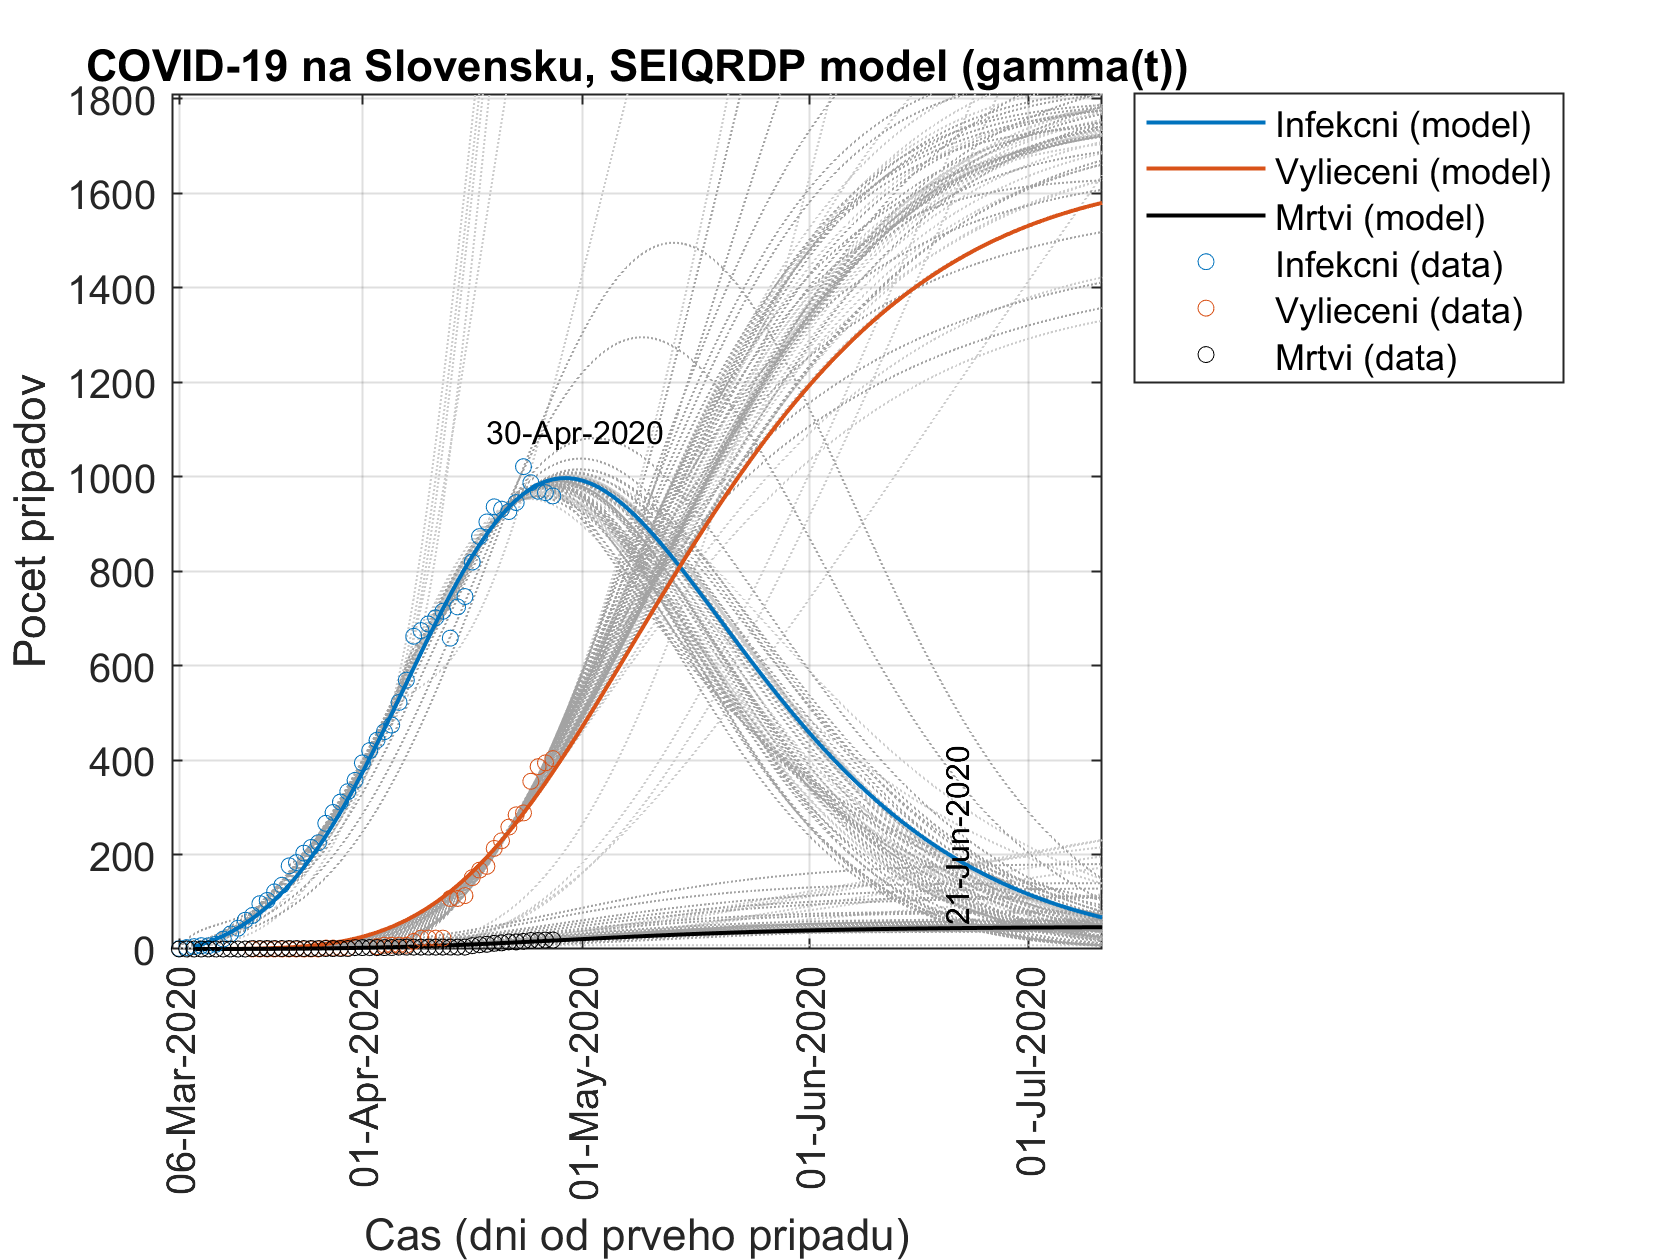 COVID-19 na Slovensku, SEIQRDP model (gamma(t))
1800
1600
1400
1200
1000
800
600
400
200
0
Pocet pripadov
30-Apr-2020
21-Jun-2020
06-Mar-2020
01-Apr-2020
01-May-2020
01-Jun-2020
01-Jul-2020
Cas (dni od prveho pripadu)
Infekcni (model)
Vylieceni (model)
Mrtvi (model)
Infekcni (data)
Vylieceni (data)
Mrtvi (data)